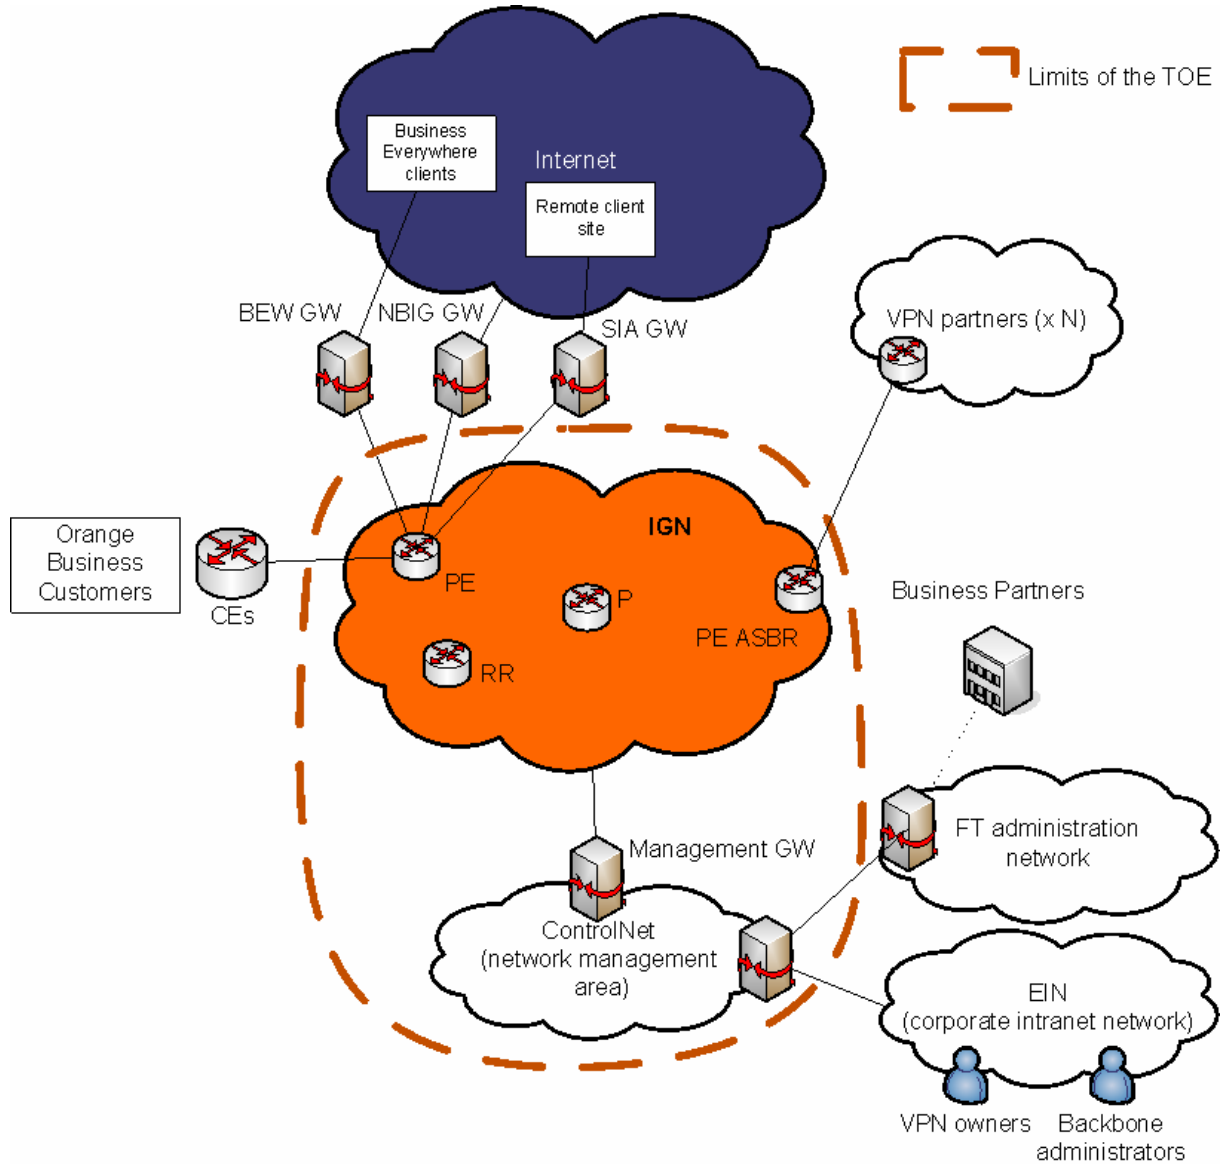 Limits of the TOE
Business
Everywhere
clients
Internet
Remote client
site
BEW GW
NBIG GW
SIA GW
VPN partners (x N)
IGN
Orange
Business
Customers
CEs
PE
P
PE ASBR
RR
Business Partners
Management GW
FT administration
network
ControlNet
(network management
area)
EIN
(corporate intranet network)
VPN owners
Backbone
administrators